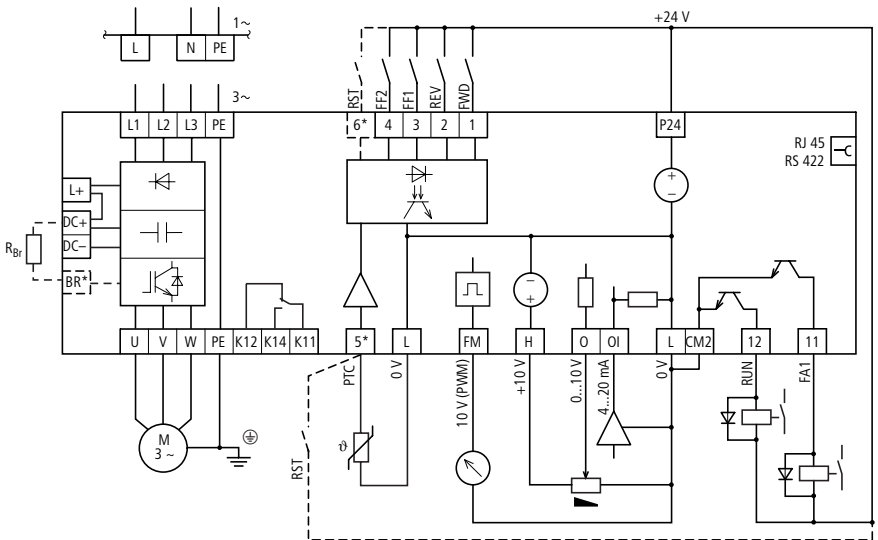 1~
+24 V
L N PE
3~
RST FF2 FF1 REV FWD
L1 L2 L3 PE
6* 4 3 2 1
P24
RJ 45
RS 422
L+
+
−
DC+
DC−
RBr
BR*
−
+
U V W PE K12 K14 K11
5* L FM H O OI L CM2 12 11
PTC
0 V
10 V (PWM)
+10 V
0...10 V
4...20 mA
0 V
RUN
FA1
M
3 ~
RST
ϑ